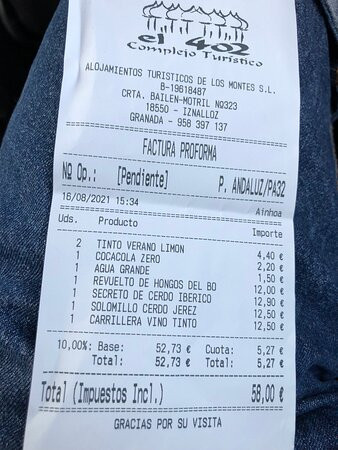 el 402
Complejo Turístico
ALOJAMIENTOS TURISTICOS DE LOS MONTES S.L.
B-19618487
CRTA. BAILEN-MOTRIL NQ323
18550 - IZNALLOZ
GRANADA - 958 397 137
FACTURA PROFORMA
NQ Op.: [Pendiente] P. ANDALUZ/PA32
16/08/2021 15:34 Ainhoa
Uds. Producto Importe
2 TINTO VERANO LIMON 4,40 €
1 COCACOLA ZERO 2,20 €
1 AGUA GRANDE 1,50 €
1 REVUELTO DE HONGOS DEL BO 12,00 €
1 SECRETO DE CERDO IBERICO 12,90 €
1 SOLOMILLO CERDO JEREZ 12,50 €
1 CARRILLERA VINO TINTO 12,50 €
10,00%: Base: 52,73 € Cuota: 5,27 €
Total: 52,73 € Total: 5,27 €
Total (Impuestos Incl.) 58,00 €
GRACIAS POR SU VISITA